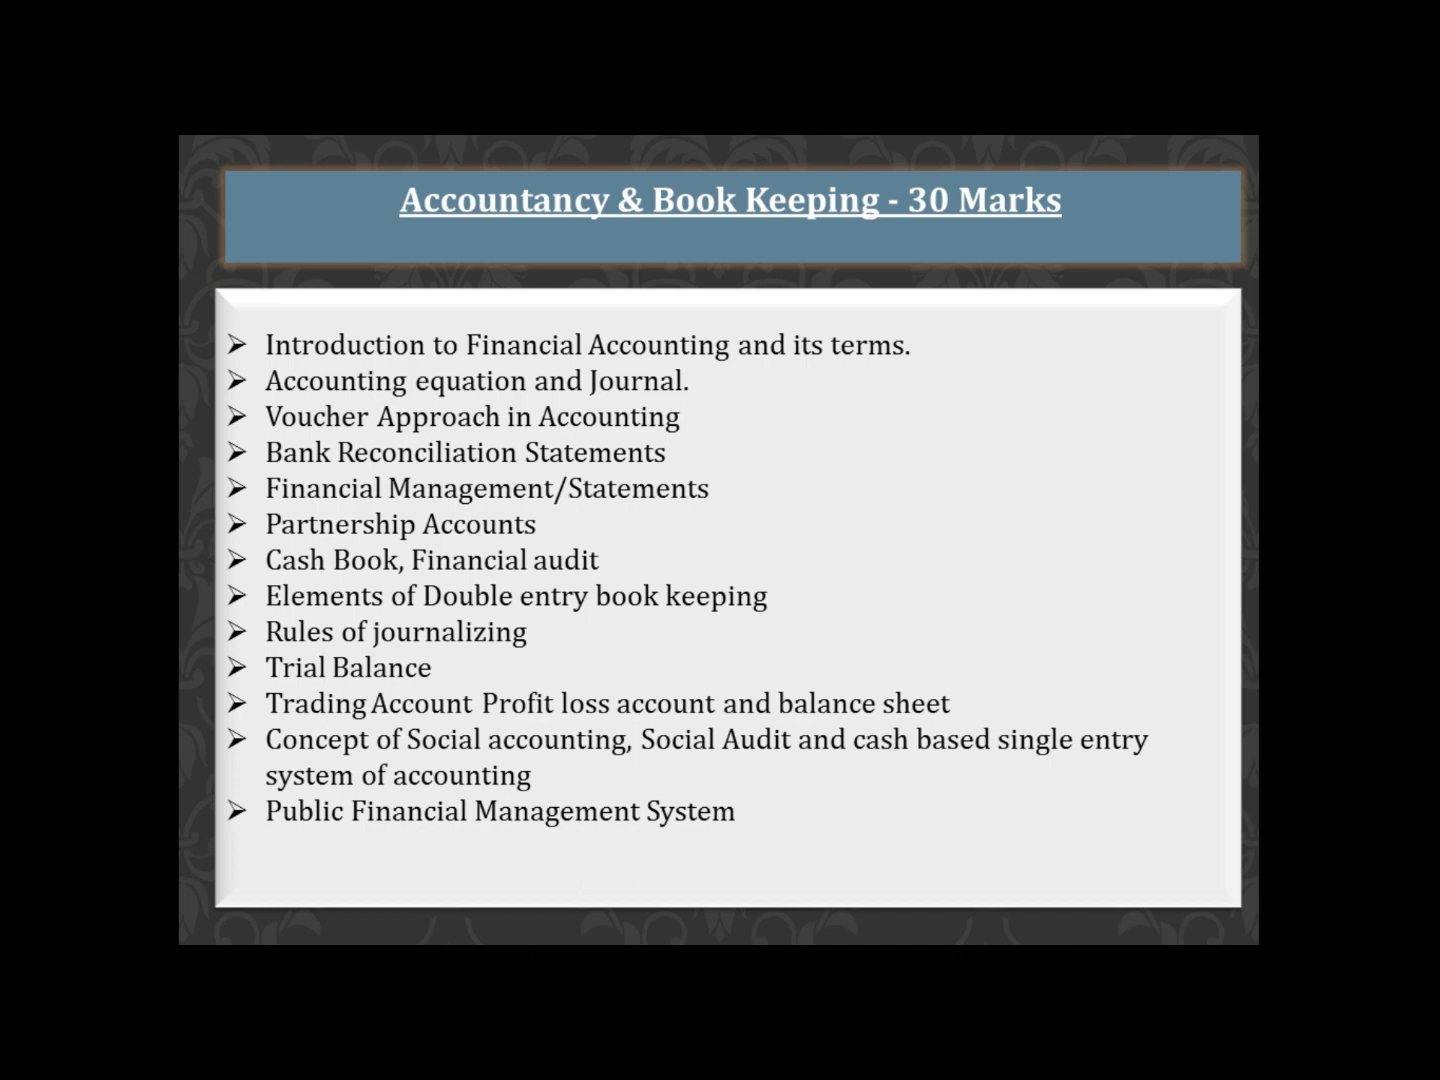 Accountancy & Book Keeping - 30 Marks
➢ Introduction to Financial Accounting and its terms.
➢ Accounting equation and Journal.
➢ Voucher Approach in Accounting
➢ Bank Reconciliation Statements
➢ Financial Management/Statements
➢ Partnership Accounts
➢ Cash Book, Financial audit
➢ Elements of Double entry book keeping
➢ Rules of journalizing
➢ Trial Balance
➢ Trading Account Profit loss account and balance sheet
➢ Concept of Social accounting, Social Audit and cash based single entry
system of accounting
➢ Public Financial Management System